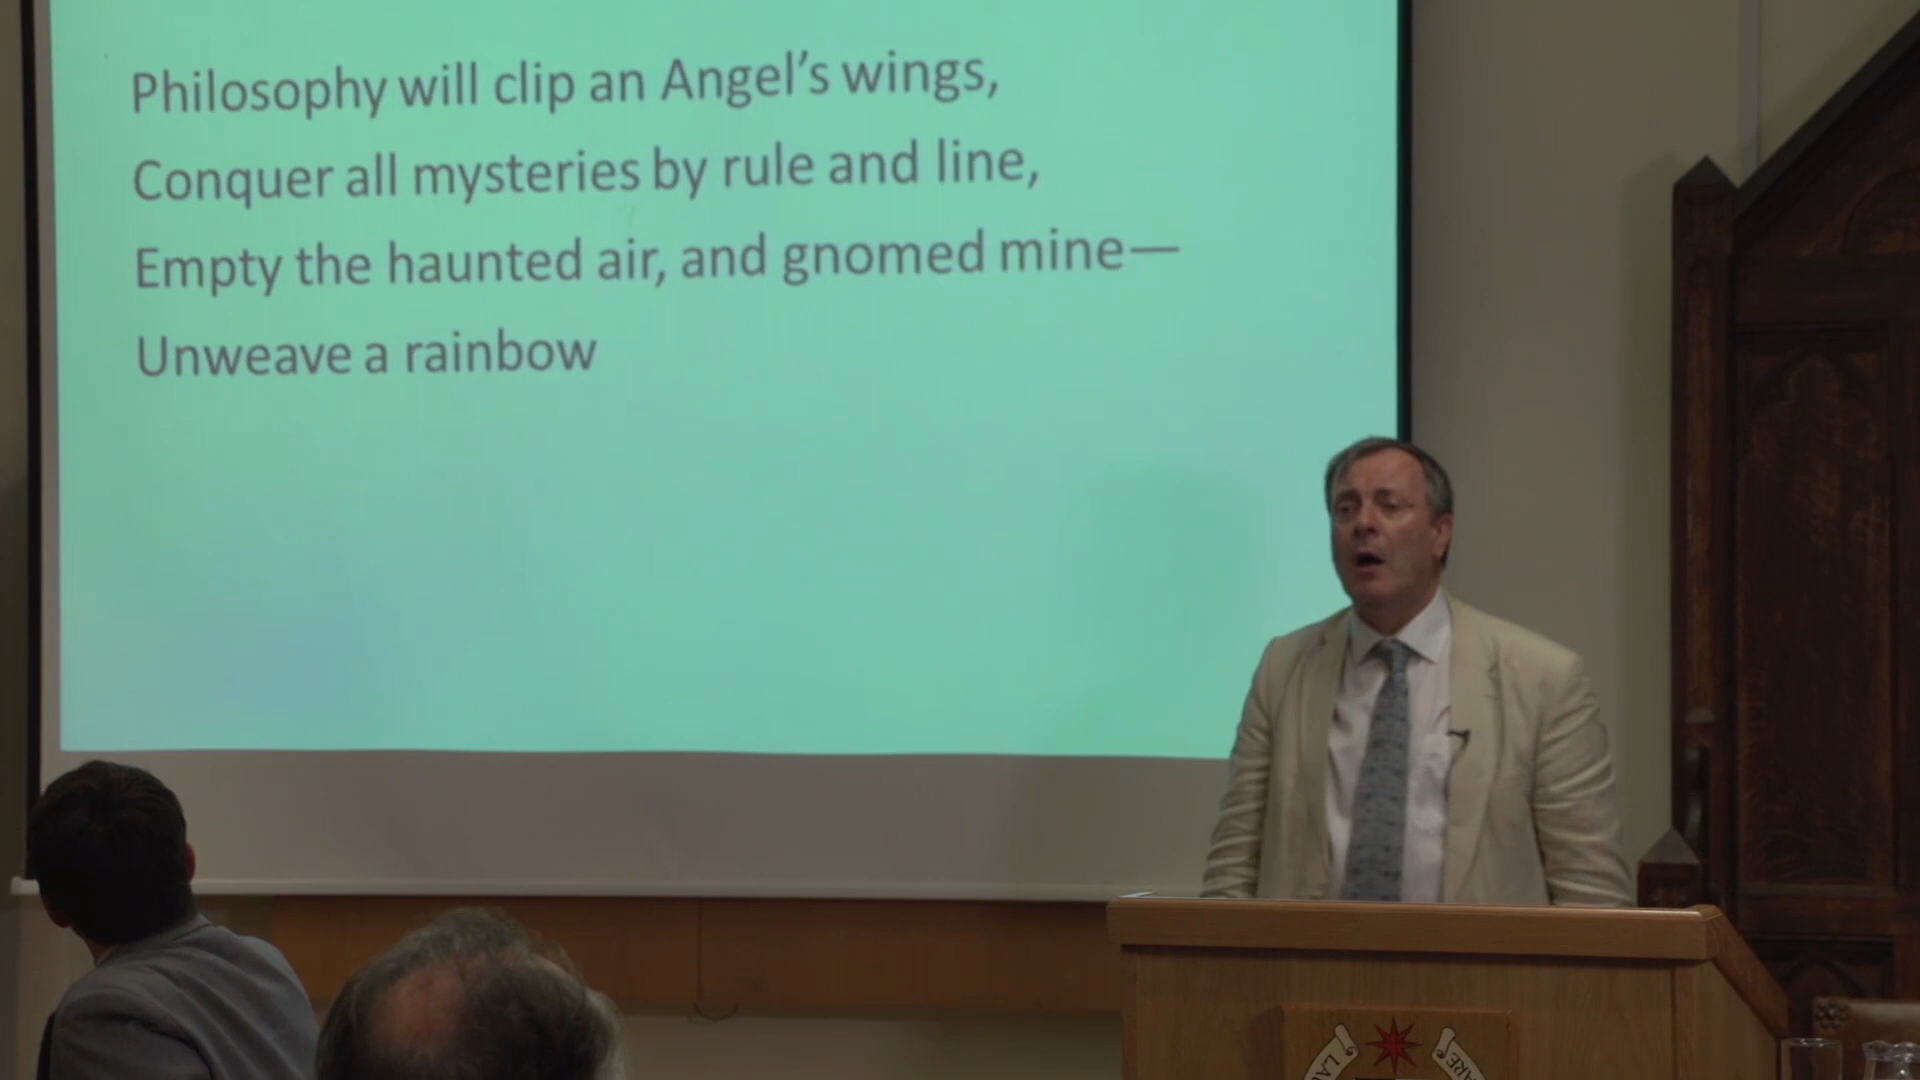 Philosophy will clip an Angel’s wings,
Conquer all mysteries by rule and line,
Empty the haunted air, and gnomed mine—
Unweave a rainbow